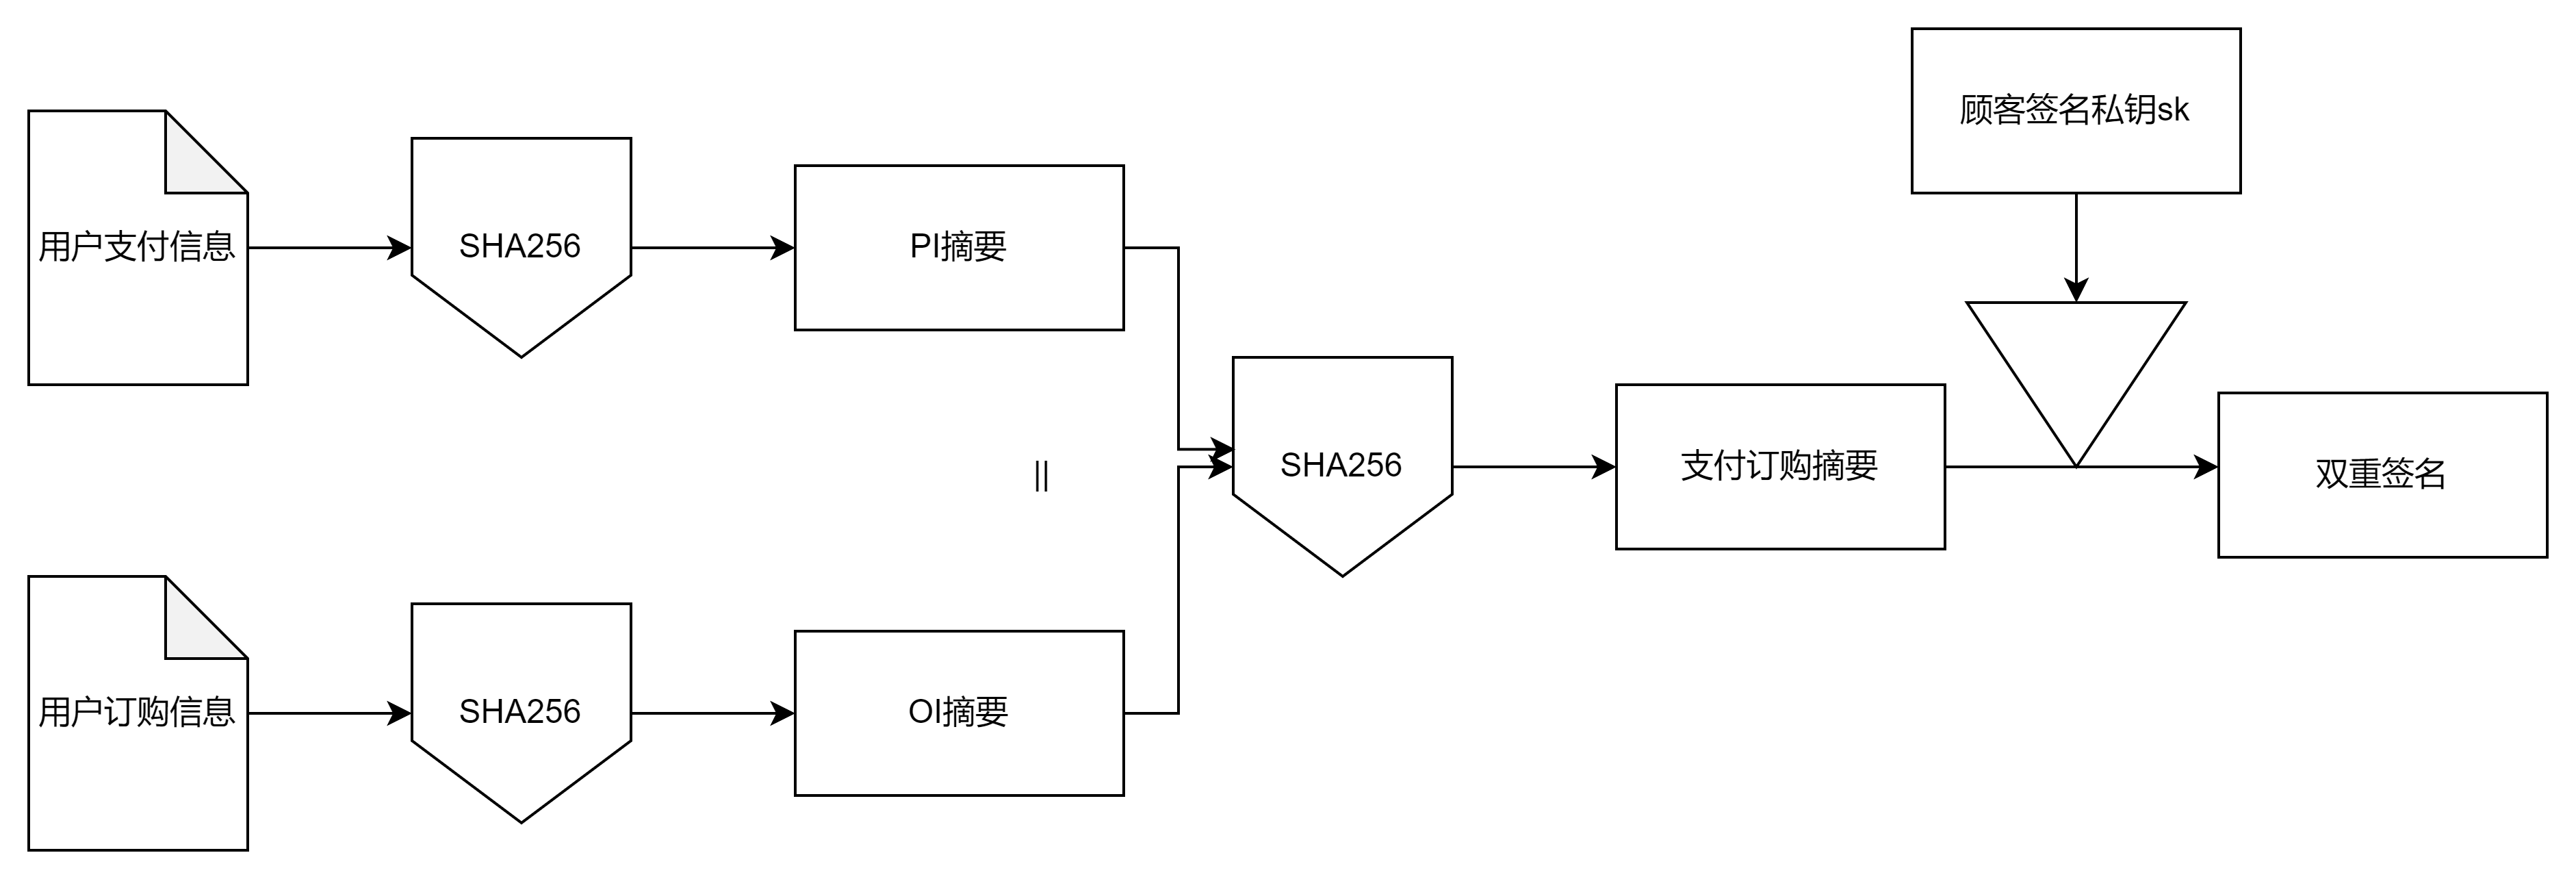 顾客签名私钥sk
用户支付信息
SHA256
PI摘要
||
SHA256
支付订购摘要
双重签名
用户订购信息
SHA256
OI摘要